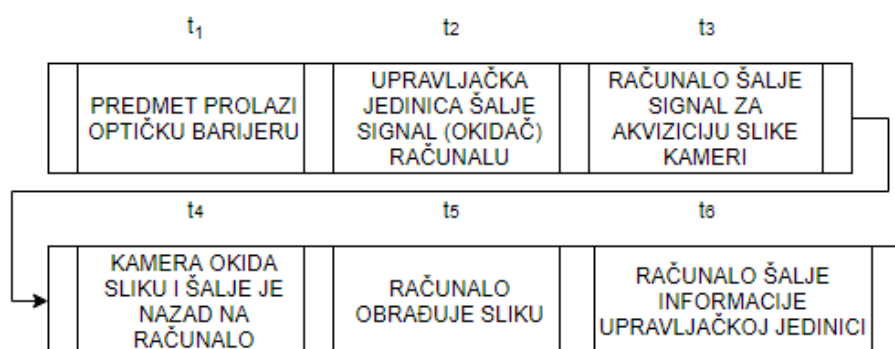 t1 t2 t3
PREDMET PROLAZI
OPTIČKU BARIJERU
UPRAVLJAČKA
JEDINICA ŠALJE
SIGNAL (OKIDAČ)
RAČUNALU
RAČUNALO ŠALJE
SIGNAL ZA
AKVIZICIJU SLIKE
KAMERI
t4 t5 t6
KAMERA OKIDA
SLIKU I ŠALJE JE
NAZAD NA
RAČUNALO
RAČUNALO
OBRAĐUJE SLIKU
RAČUNALO ŠALJE
INFORMACIJE
UPRAVLJAČKOJ JEDINICI